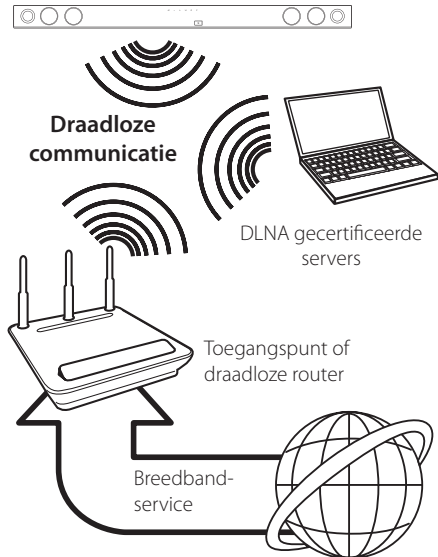 Draadloze
communicatie
DLNA gecertificeerde
servers
Toegangspunt of
draadloze router
Breedband-
service